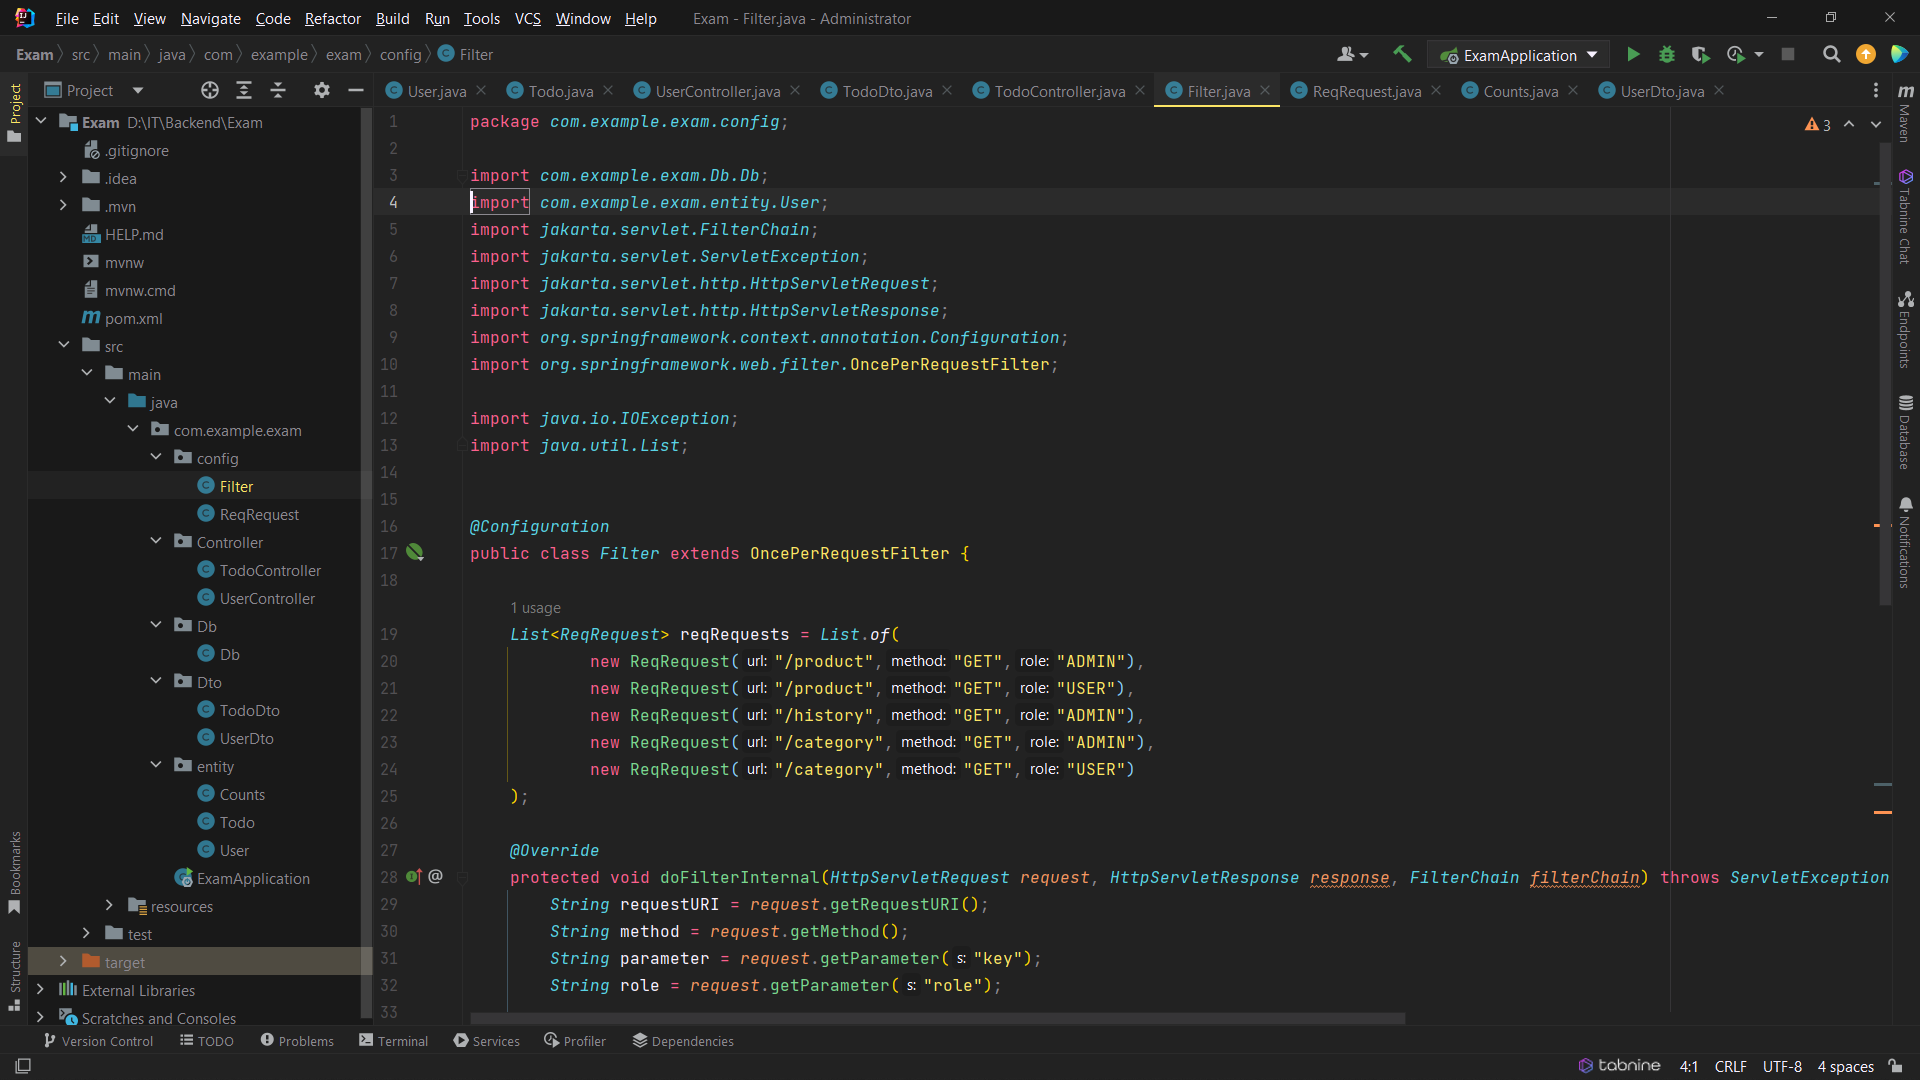 File Edit View Navigate Code Refactor Build Run Tools VCS Window Help Exam - Filter.java - Administrator
Exam src main java com example exam config Filter
ExamApplication
Project
User.java Todo.java UserController.java TodoDto.java TodoController.java Filter.java ReqRequest.java Counts.java UserDto.java
Project
Exam D:\IT\Backend\Exam
.gitignore
.idea
.mvn
HELP.md
mvnw
mvnw.cmd
pom.xml
src
main
java
com.example.exam
config
Filter
ReqRequest
Controller
TodoController
UserController
Db
Db
Dto
TodoDto
UserDto
entity
Counts
Todo
User
ExamApplication
resources
test
target
External Libraries
Scratches and Consoles
Bookmarks
Structure
3
1 package com.example.exam.config;
2
3 import com.example.exam.Db.Db;
4 import com.example.exam.entity.User;
5 import jakarta.servlet.FilterChain;
6 import jakarta.servlet.ServletException;
7 import jakarta.servlet.http.HttpServletRequest;
8 import jakarta.servlet.http.HttpServletResponse;
9 import org.springframework.context.annotation.Configuration;
10 import org.springframework.web.filter.OncePerRequestFilter;
11
12 import java.io.IOException;
13 import java.util.List;
14
15
16 @Configuration
17 public class Filter extends OncePerRequestFilter {
18
1 usage
19 List<ReqRequest> reqRequests = List.of(
20 new ReqRequest( url: "/product", method: "GET", role: "ADMIN"),
21 new ReqRequest( url: "/product", method: "GET", role: "USER"),
22 new ReqRequest( url: "/history", method: "GET", role: "ADMIN"),
23 new ReqRequest( url: "/category", method: "GET", role: "ADMIN"),
24 new ReqRequest( url: "/category", method: "GET", role: "USER")
25 );
26
27 @Override
28 protected void doFilterInternal(HttpServletRequest request, HttpServletResponse response, FilterChain filterChain) throws ServletException
29 String requestURI = request.getRequestURI();
30 String method = request.getMethod();
31 String parameter = request.getParameter( s: "key");
32 String role = request.getParameter( s: "role");
33
m
Maven
Tabnine Chat
Endpoints
Database
Notifications
Version Control TODO Problems Terminal Services Profiler Dependencies
tabnine 4:1 CRLF UTF-8 4 spaces